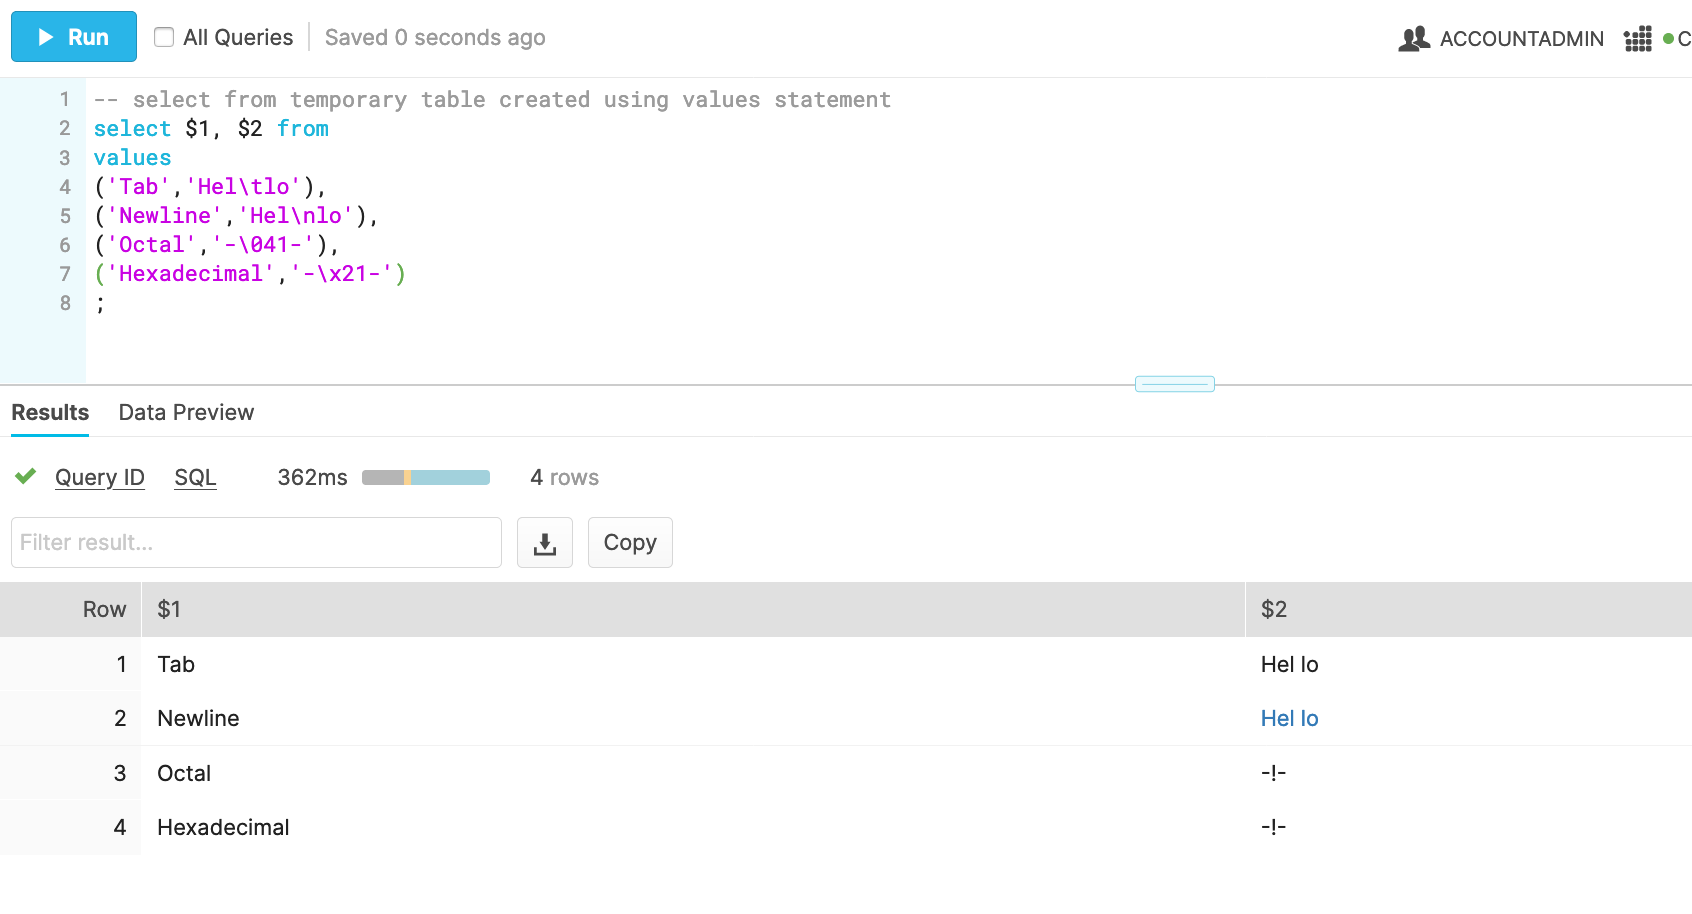 Run All Queries Saved 0 seconds ago ACCOUNTADMIN C
1 -- select from temporary table created using values statement
2 select $1, $2 from
3 values
4 ('Tab','Hel\tlo'),
5 ('Newline','Hel\nlo'),
6 ('Octal','-\041-'),
7 ('Hexadecimal','-\x21-')
8 ;
Results Data Preview
Query ID SQL 362ms 4 rows
Filter result... Copy
Row $1 $2
1 Tab Hel lo
2 Newline Hel lo
3 Octal -!-
4 Hexadecimal -!-